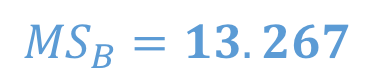 MS_B = 13.267